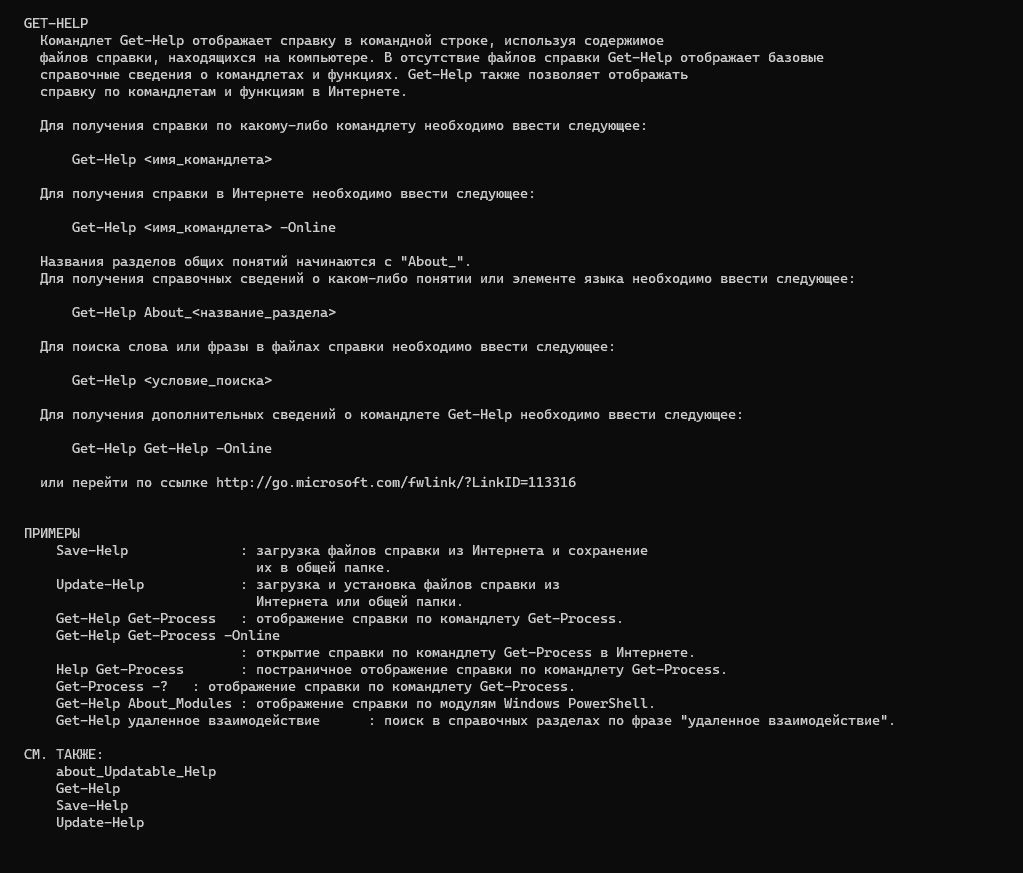 GET-HELP
Командлет Get-Help отображает справку в командной строке, используя содержимое
файлов справки, находящихся на компьютере. В отсутствие файлов справки Get-Help отображает базовые
справочные сведения о командлетах и функциях. Get-Help также позволяет отображать
справку по командлетам и функциям в Интернете.
Для получения справки по какому-либо командлету необходимо ввести следующее:
Get-Help <имя_командлета>
Для получения справки в Интернете необходимо ввести следующее:
Get-Help <имя_командлета> -Online
Названия разделов общих понятий начинаются с "About_".
Для получения справочных сведений о каком-либо понятии или элементе языка необходимо ввести следующее:
Get-Help About_<название_раздела>
Для поиска слова или фразы в файлах справки необходимо ввести следующее:
Get-Help <условие_поиска>
Для получения дополнительных сведений о командлете Get-Help необходимо ввести следующее:
Get-Help Get-Help -Online
или перейти по ссылке http://go.microsoft.com/fwlink/?LinkID=113316
ПРИМЕРЫ
Save-Help : загрузка файлов справки из Интернета и сохранение
их в общей папке.
Update-Help : загрузка и установка файлов справки из
Интернета или общей папки.
Get-Help Get-Process : отображение справки по командлету Get-Process.
Get-Help Get-Process -Online
: открытие справки по командлету Get-Process в Интернете.
Help Get-Process : постраничное отображение справки по командлету Get-Process.
Get-Process -? : отображение справки по командлету Get-Process.
Get-Help About_Modules : отображение справки по модулям Windows PowerShell.
Get-Help удаленное взаимодействие : поиск в справочных разделах по фразе "удаленное взаимодействие".
СМ. ТАКЖЕ:
about_Updatable_Help
Get-Help
Save-Help
Update-Help